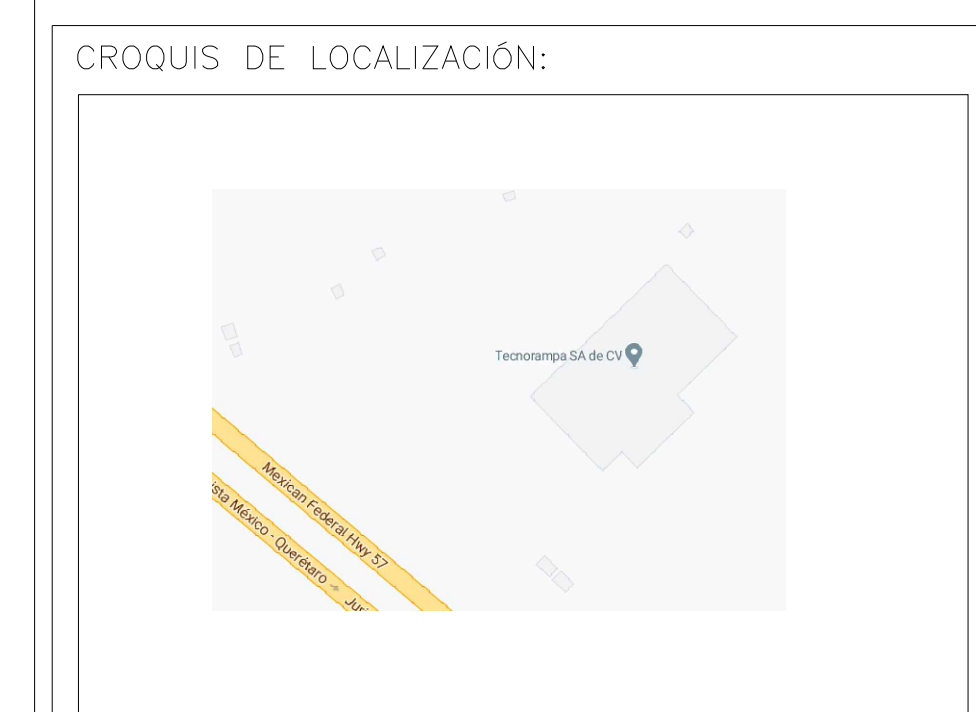 CROQUIS DE LOCALIZACIÓN:
Tecnorampa SA de CV
Mexican Federal Hwy 57
ista México - Querétaro